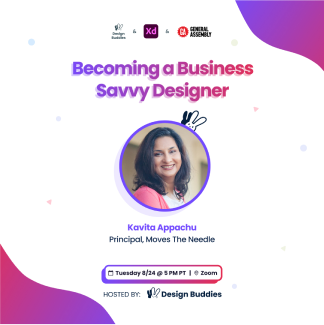 Design
Buddies
&
Xd
&
GA
GENERAL
ASSEMBLY
Becoming a Business
Savvy Designer
Kavita Appachu
Principal, Moves The Needle
Tuesday 8/24 @ 5 PM PT | Zoom
HOSTED BY: Design Buddies